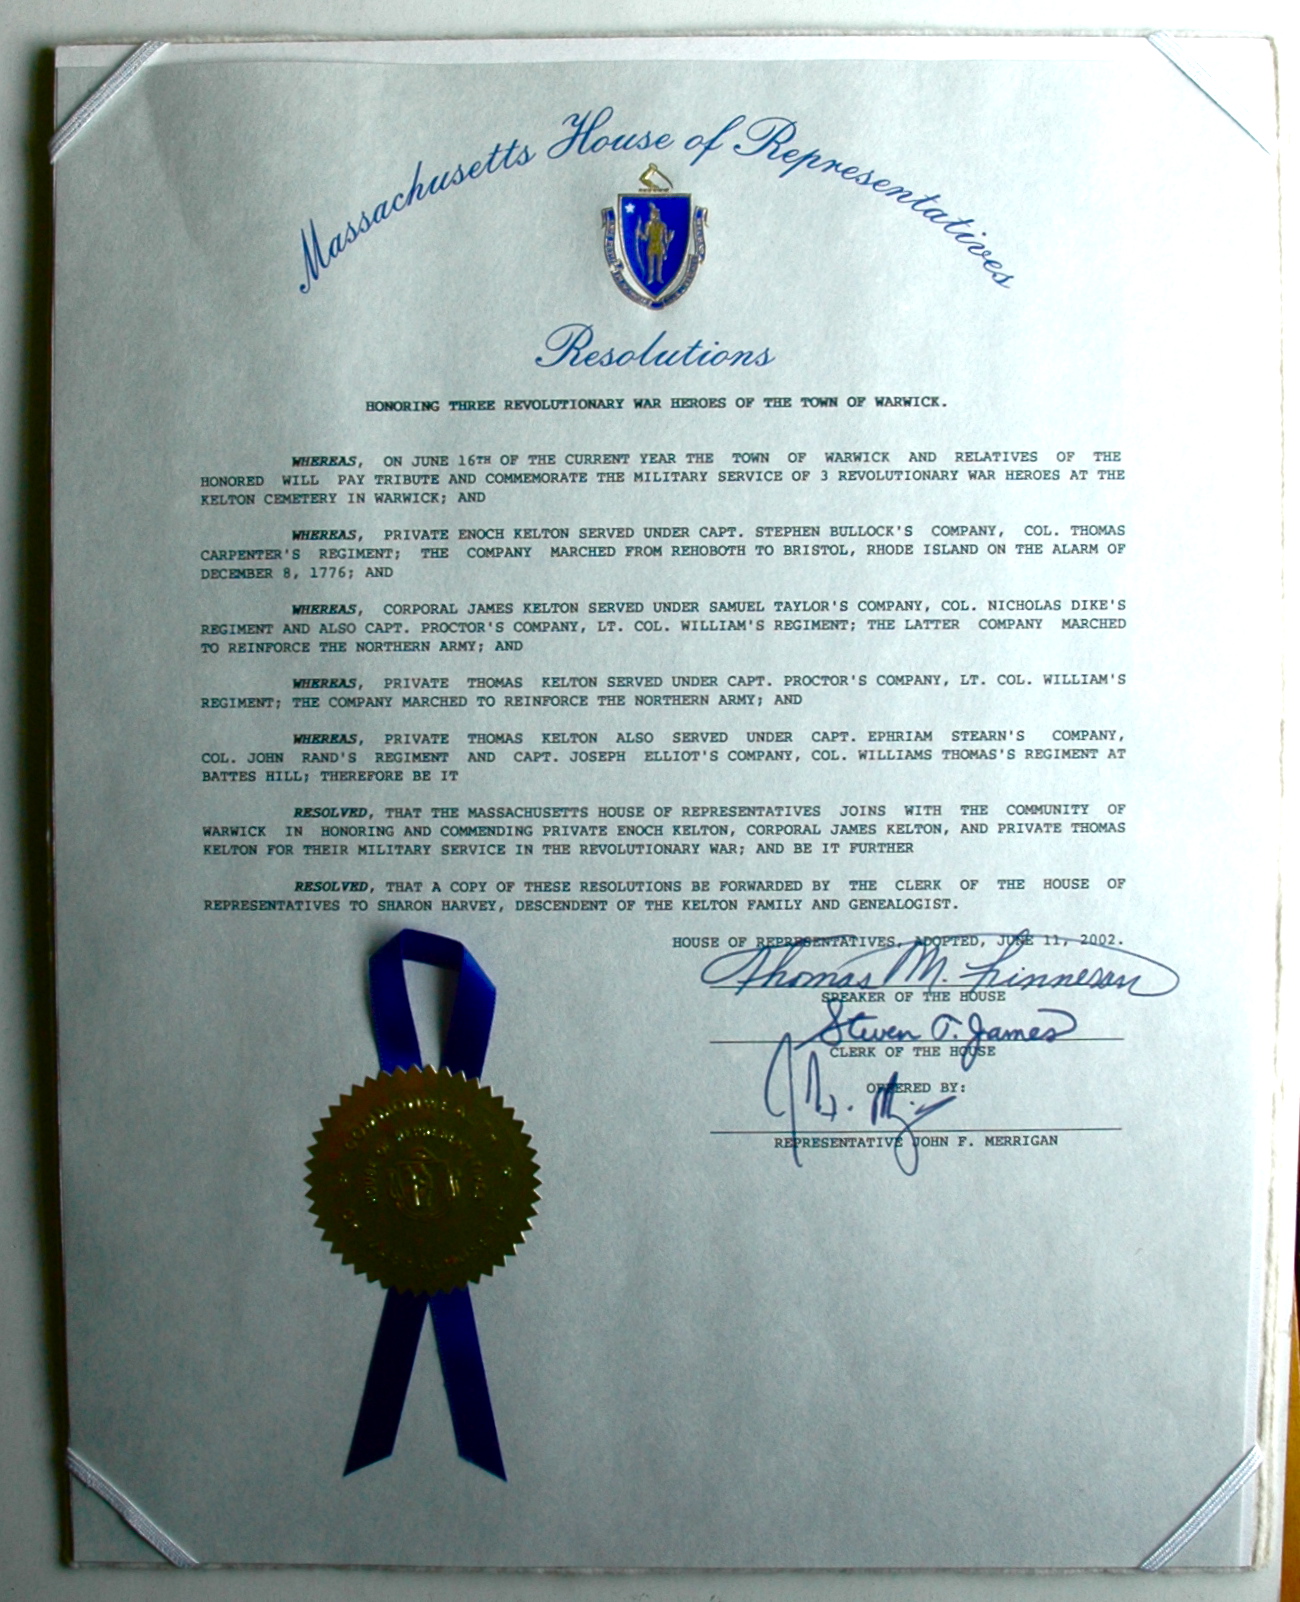 Massachusetts House of Representatives
Resolutions
HONORING THREE REVOLUTIONARY WAR HEROES OF THE TOWN OF WARWICK.
WHEREAS, ON JUNE 16TH OF THE CURRENT YEAR THE TOWN OF WARWICK AND RELATIVES OF THE
HONORED WILL PAY TRIBUTE AND COMMEMORATE THE MILITARY SERVICE OF 3 REVOLUTIONARY WAR HEROES AT THE
KELTON CEMETERY IN WARWICK; AND
WHEREAS, PRIVATE ENOCH KELTON SERVED UNDER CAPT. STEPHEN BULLOCK'S COMPANY, COL. THOMAS
CARPENTER'S REGIMENT; THE COMPANY MARCHED FROM REHOBOTH TO BRISTOL, RHODE ISLAND ON THE ALARM OF
DECEMBER 8, 1776; AND
WHEREAS, CORPORAL JAMES KELTON SERVED UNDER SAMUEL TAYLOR'S COMPANY, COL. NICHOLAS DIKE'S
REGIMENT AND ALSO CAPT. PROCTOR'S COMPANY, LT. COL. WILLIAM'S REGIMENT; THE LATTER COMPANY MARCHED
TO REINFORCE THE NORTHERN ARMY; AND
WHEREAS, PRIVATE THOMAS KELTON SERVED UNDER CAPT. PROCTOR'S COMPANY, LT. COL. WILLIAM'S
REGIMENT; THE COMPANY MARCHED TO REINFORCE THE NORTHERN ARMY; AND
WHEREAS, PRIVATE THOMAS KELTON ALSO SERVED UNDER CAPT. EPHRIAM STEARN'S COMPANY,
COL. JOHN RAND'S REGIMENT AND CAPT. JOSEPH ELLIOT'S COMPANY, COL. WILLIAMS THOMAS'S REGIMENT AT
BATTES HILL; THEREFORE BE IT
RESOLVED, THAT THE MASSACHUSETTS HOUSE OF REPRESENTATIVES JOINS WITH THE COMMUNITY OF
WARWICK IN HONORING AND COMMENDING PRIVATE ENOCH KELTON, CORPORAL JAMES KELTON, AND PRIVATE THOMAS
KELTON FOR THEIR MILITARY SERVICE IN THE REVOLUTIONARY WAR; AND BE IT FURTHER
RESOLVED, THAT A COPY OF THESE RESOLUTIONS BE FORWARDED BY THE CLERK OF THE HOUSE OF
REPRESENTATIVES TO SHARON HARVEY, DESCENDENT OF THE KELTON FAMILY AND GENEALOGIST.
HOUSE OF REPRESENTATIVES, ADOPTED, JUNE 11, 2002.
Thomas M. Finneran
SPEAKER OF THE HOUSE
Steven T. James
CLERK OF THE HOUSE
OFFERED BY:
REPRESENTATIVE JOHN F. MERRIGAN